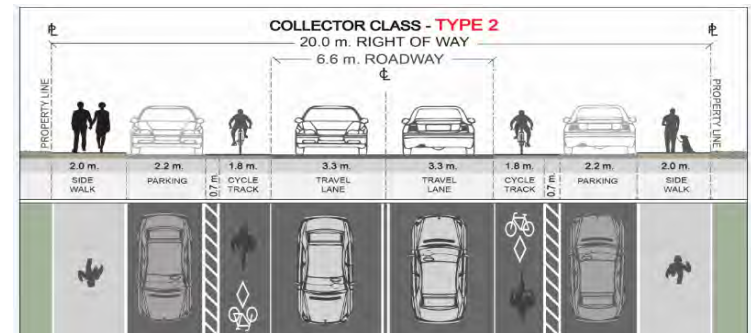 COLLECTOR CLASS - TYPE 2
20.0 m. RIGHT OF WAY
6.6 m. ROADWAY
PROPERTY LINE
PROPERTY LINE
2.0 m.
SIDE
WALK
2.2 m.
PARKING
0.7 m.
1.8 m.
CYCLE
TRACK
3.3 m.
TRAVEL
LANE
3.3 m.
TRAVEL
LANE
1.8 m.
CYCLE
TRACK
0.7 m.
2.2 m.
PARKING
2.0 m.
SIDE
WALK